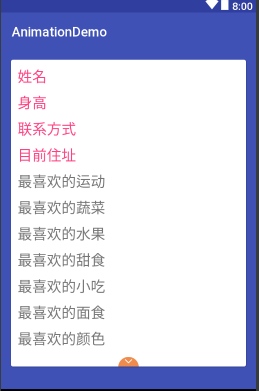 8:00
AnimationDemo
姓名
身高
联系方式
目前住址
最喜欢的运动
最喜欢的蔬菜
最喜欢的水果
最喜欢的甜食
最喜欢的小吃
最喜欢的面食
最喜欢的颜色